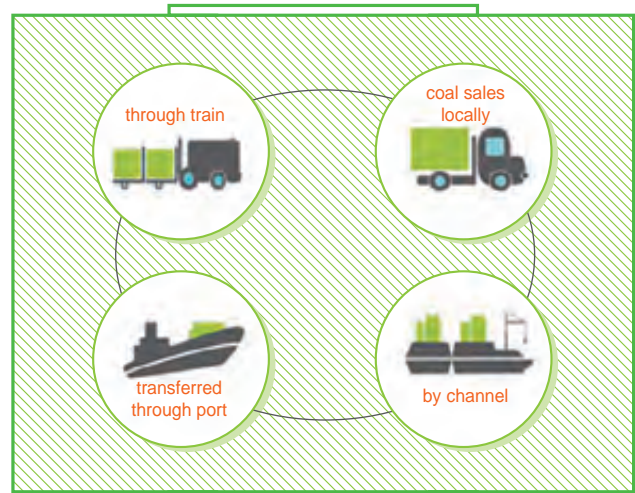 through train
coal sales
locally
transferred
through port
by channel